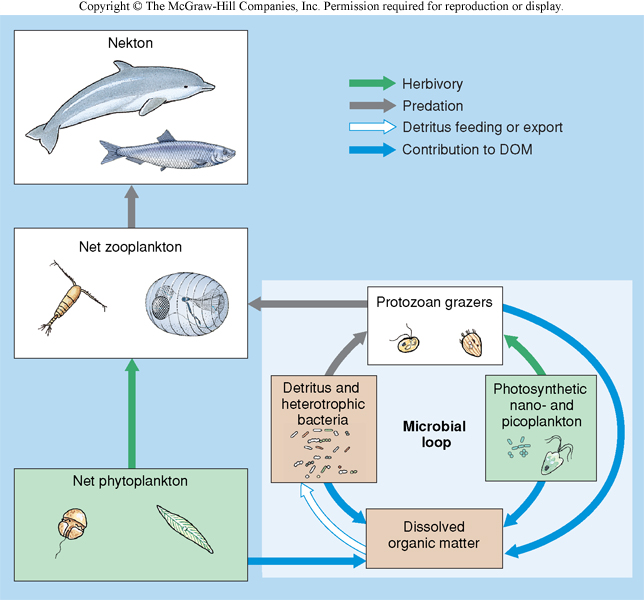 Copyright © The McGraw-Hill Companies, Inc. Permission required for reproduction or display.
Nekton
Herbivory
Predation
Detritus feeding or export
Contribution to DOM
Net zooplankton
Protozoan grazers
Detritus and
heterotrophic
bacteria
Microbial
loop
Photosynthetic
nano- and
picoplankton
Net phytoplankton
Dissolved
organic matter